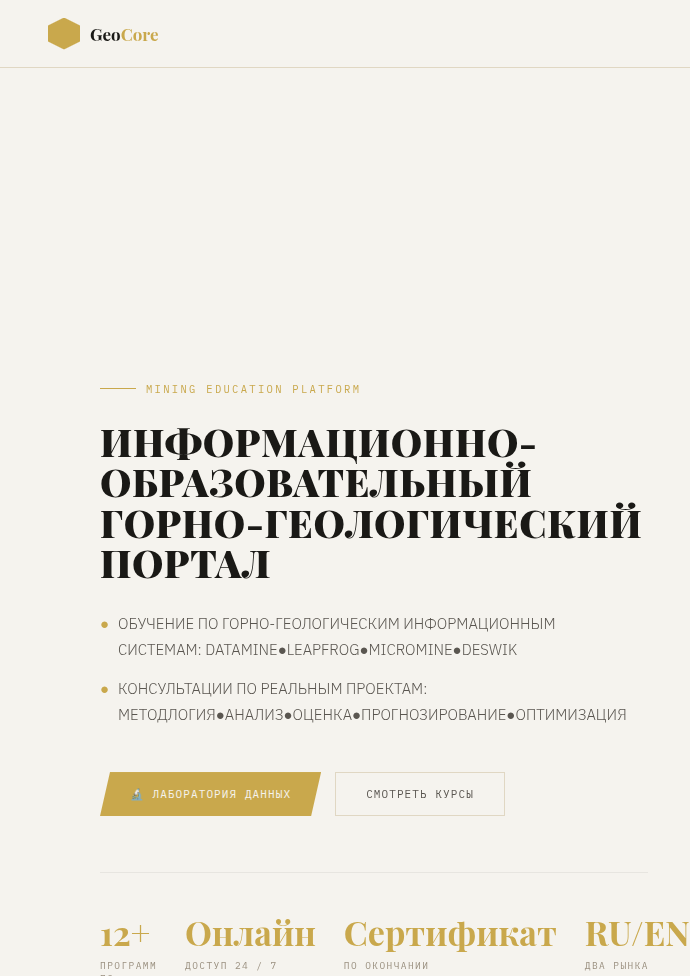 GeoCore
MINING EDUCATION PLATFORM
ИНФОРМАЦИОННО-
ОБРАЗОВАТЕЛЬНЫЙ
ГОРНО-ГЕОЛОГИЧЕСКИЙ
ПОРТАЛ
● ОБУЧЕНИЕ ПО ГОРНО-ГЕОЛОГИЧЕСКИМ ИНФОРМАЦИОННЫМ
СИСТЕМАМ: DATAMINE●LEAPFROG●MICROMINE●DESWIK
● КОНСУЛЬТАЦИИ ПО РЕАЛЬНЫМ ПРОЕКТАМ:
МЕТОДЛОГИЯ●АНАЛИЗ●ОЦЕНКА●ПРОГНОЗИРОВАНИЕ●ОПТИМИЗАЦИЯ
🔬 ЛАБОРАТОРИЯ ДАННЫХ СМОТРЕТЬ КУРСЫ
12+ Онлайн Сертификат RU/EN
ПРОГРАММ ДОСТУП 24 / 7 ПО ОКОНЧАНИИ ДВА РЫНКА